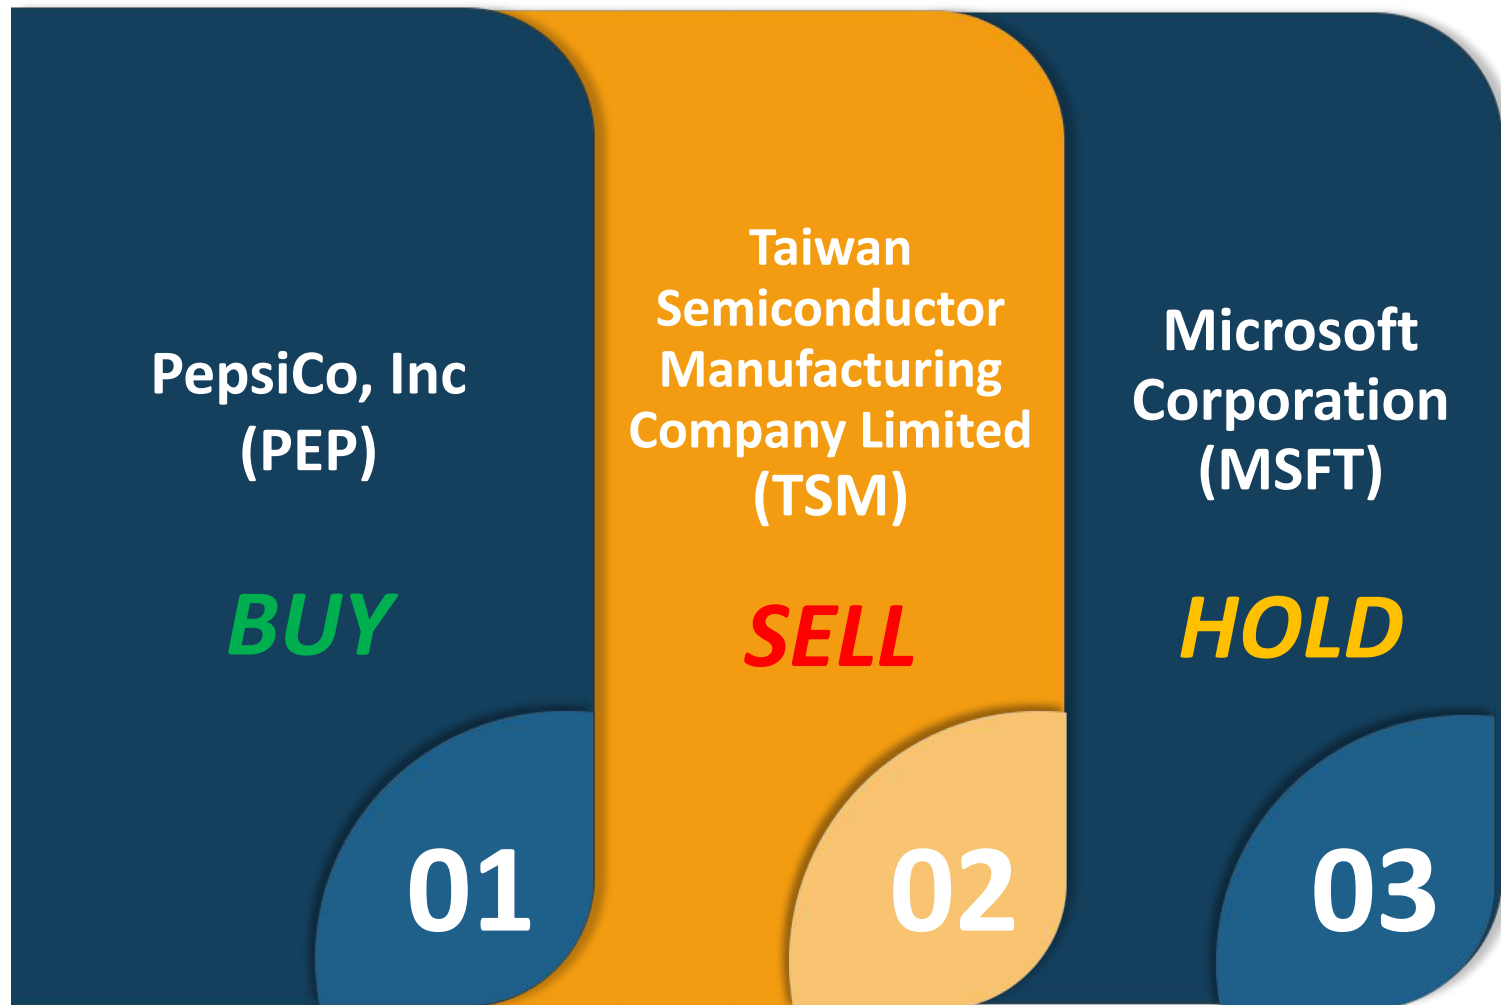 PepsiCo, Inc
(PEP)
BUY
01
Taiwan
Semiconductor
Manufacturing
Company Limited
(TSM)
SELL
02
Microsoft
Corporation
(MSFT)
HOLD
03